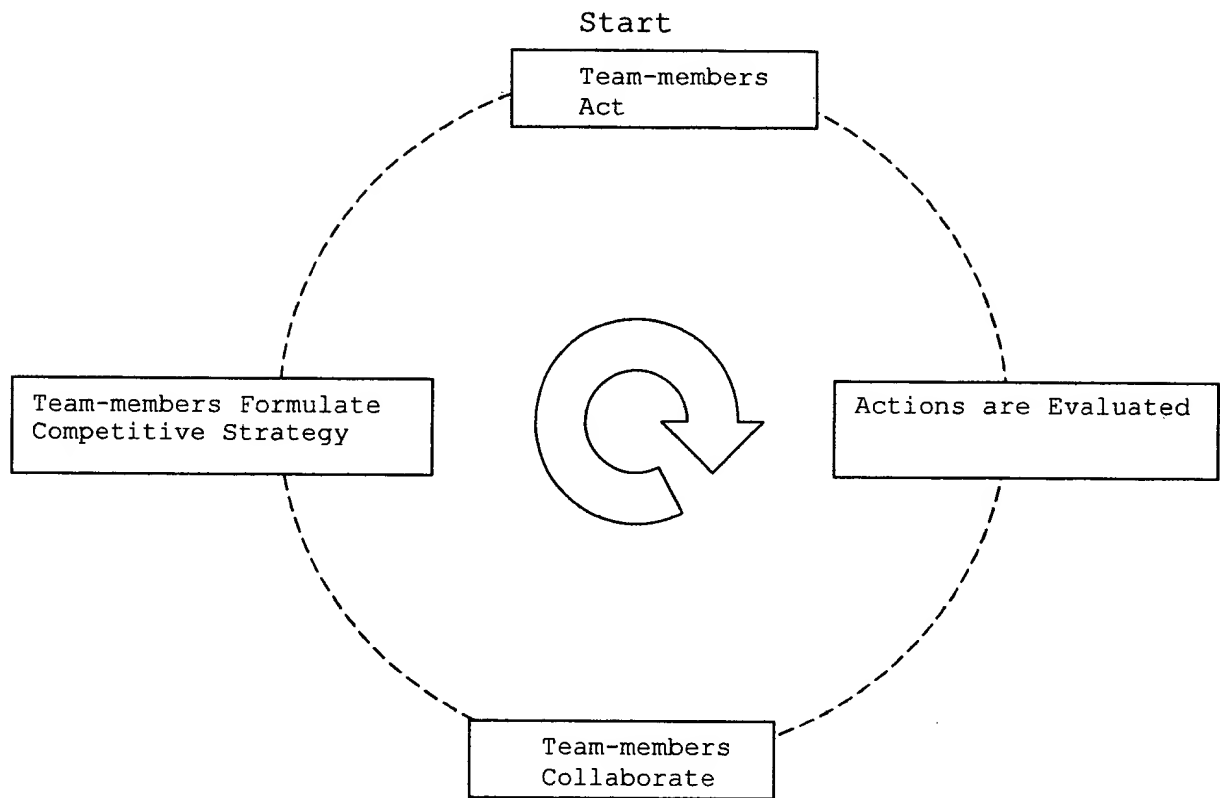 Start
Team-members
Act
Team-members Formulate
Competitive Strategy
Actions are Evaluated
Team-members
Collaborate